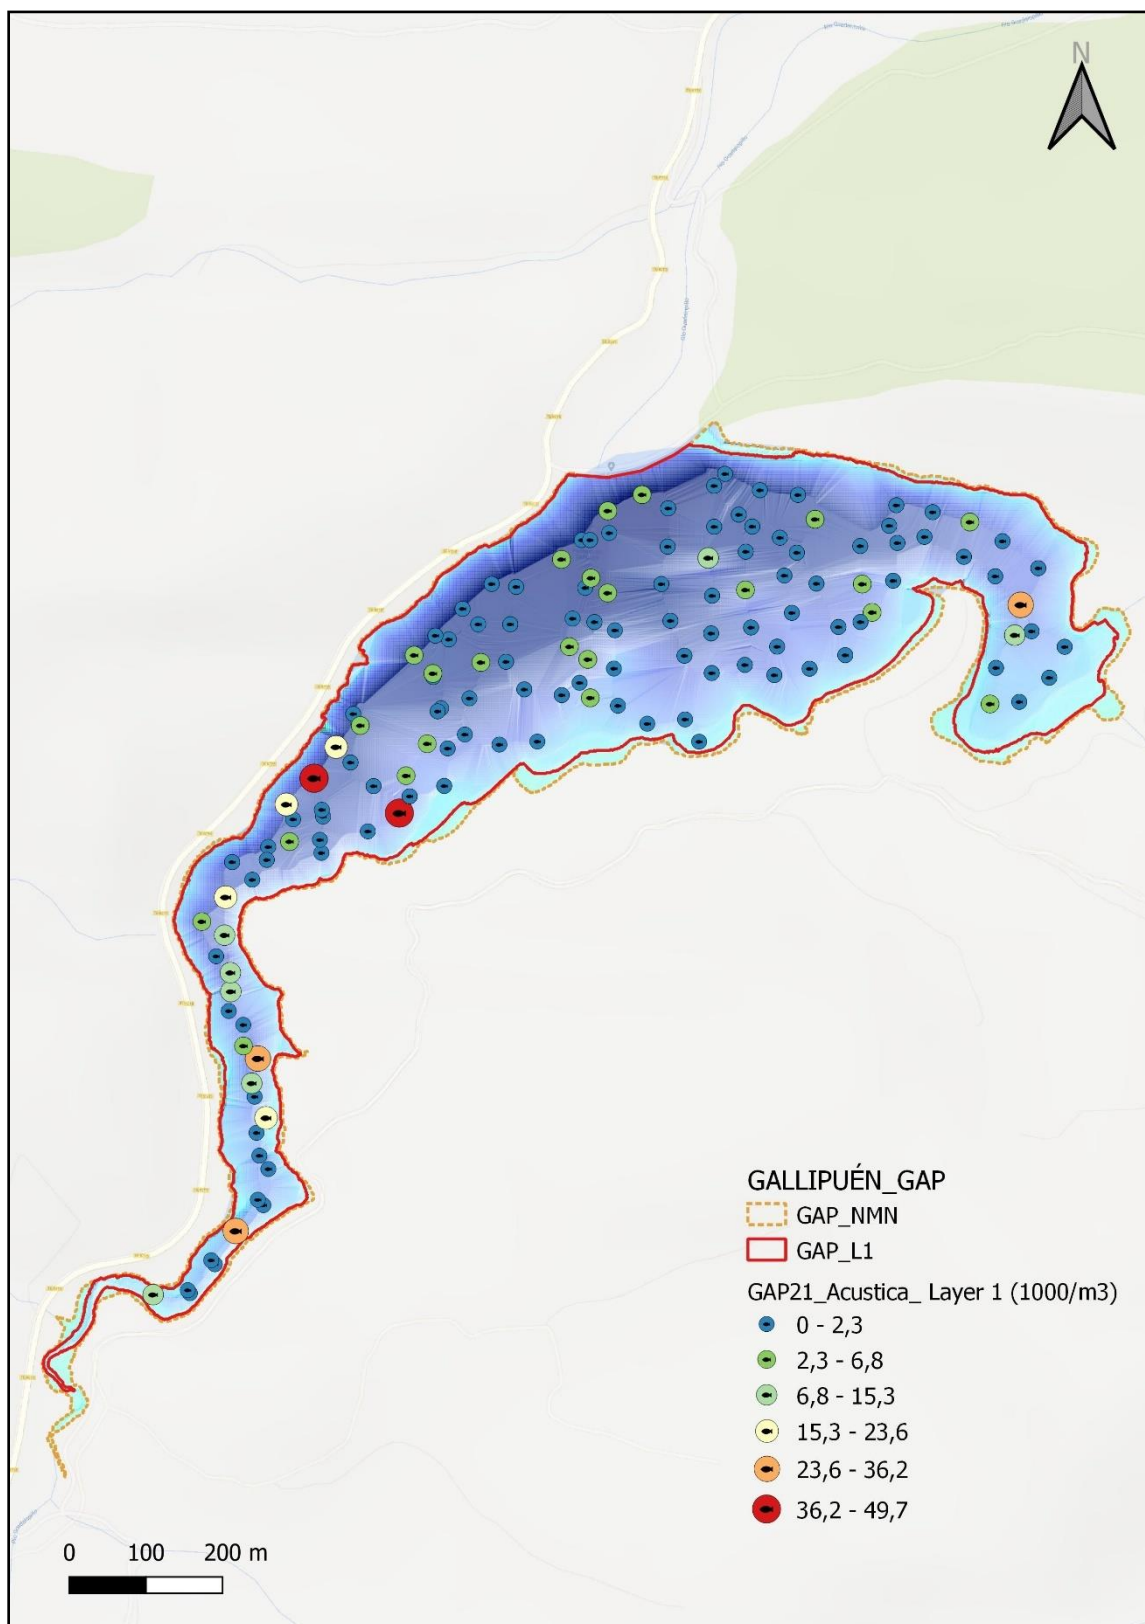 N
GALLIPUÉN_GAP
GAP_NMN
GAP_L1
GAP21_Acustica_ Layer 1 (1000/m3)
0 - 2,3
2,3 - 6,8
6,8 - 15,3
15,3 - 23,6
23,6 - 36,2
36,2 - 49,7
0 100 200 m